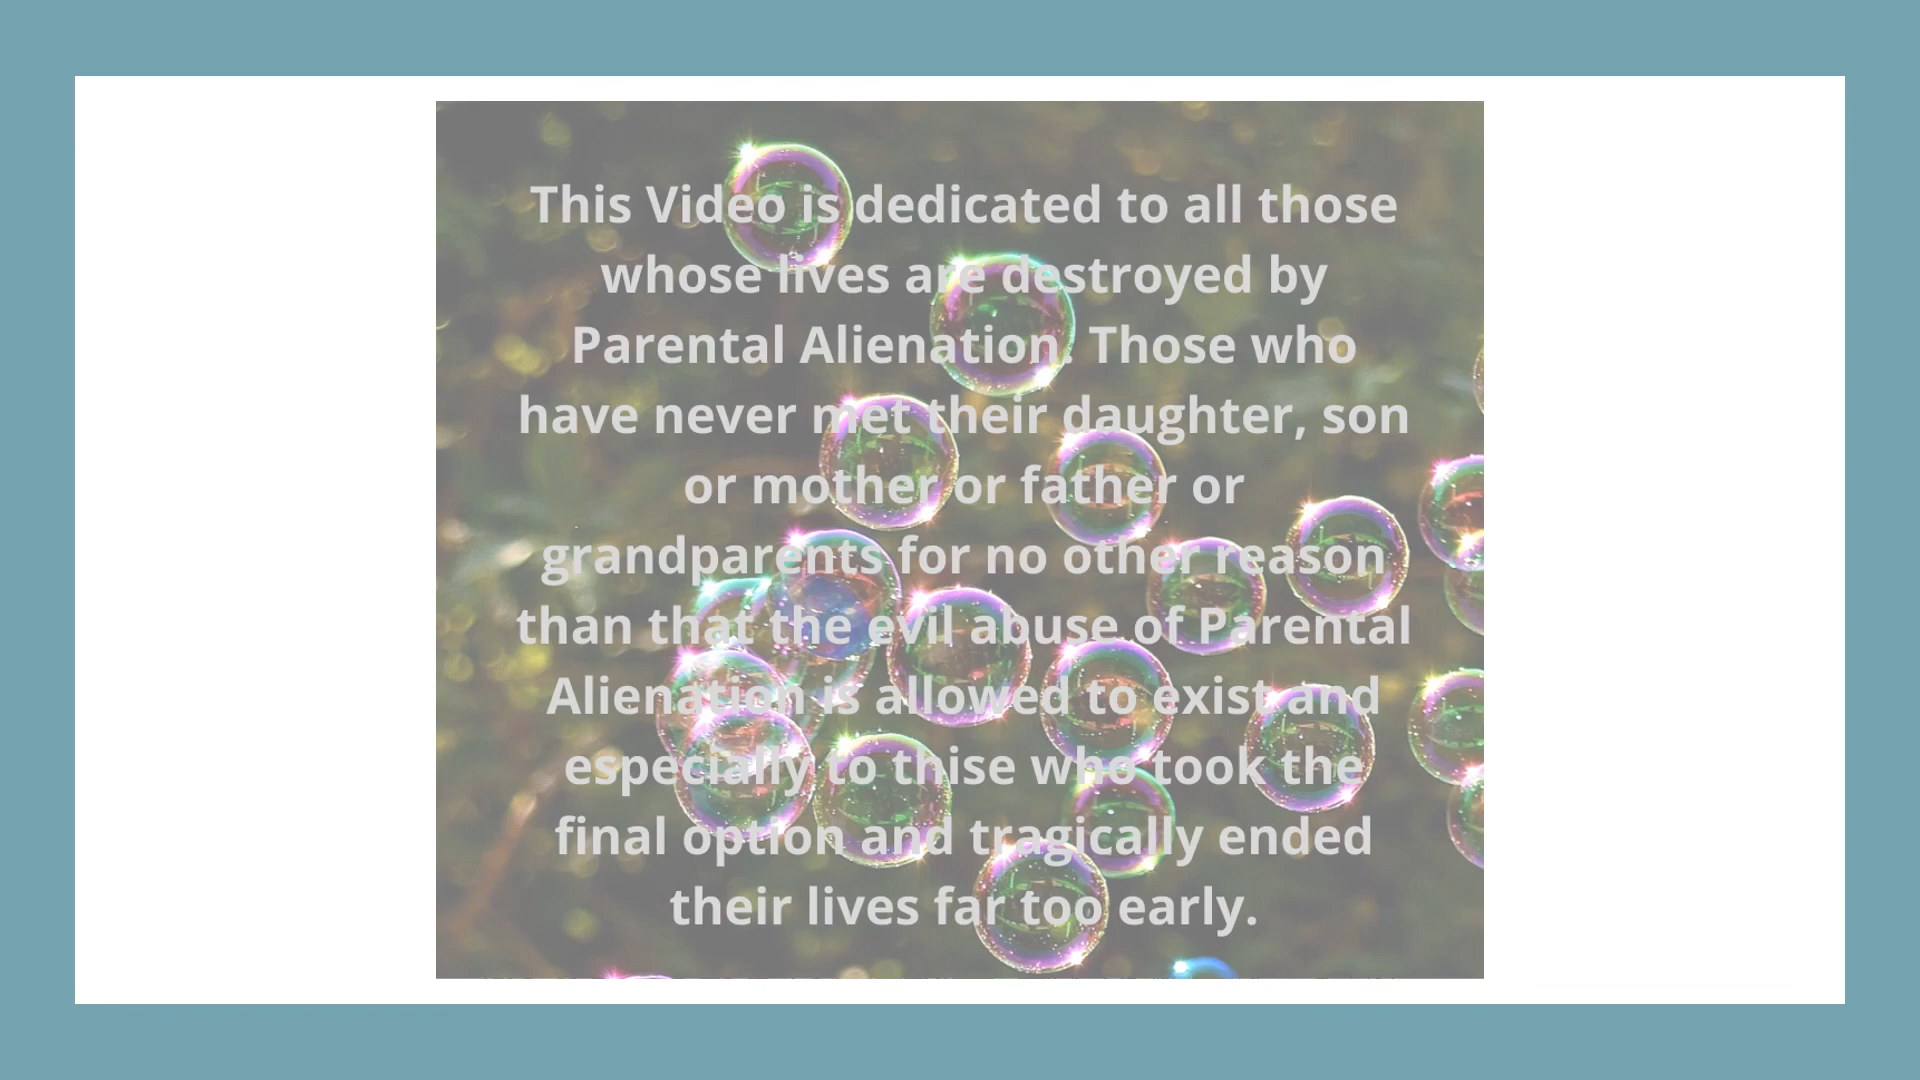 This Video is dedicated to all those
whose lives are destroyed by
Parental Alienation. Those who
have never met their daughter, son
or mother or father or
grandparents for no other reason
than that the evil abuse of Parental
Alienation is allowed to exist and
especially to thise who took the
final option and tragically ended
their lives far too early.